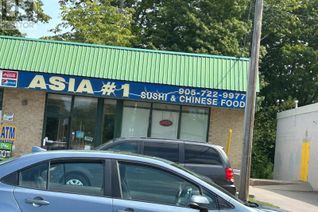 ASIA #1
905-722-9977
SUSHI & CHINESE FOOD
ATM